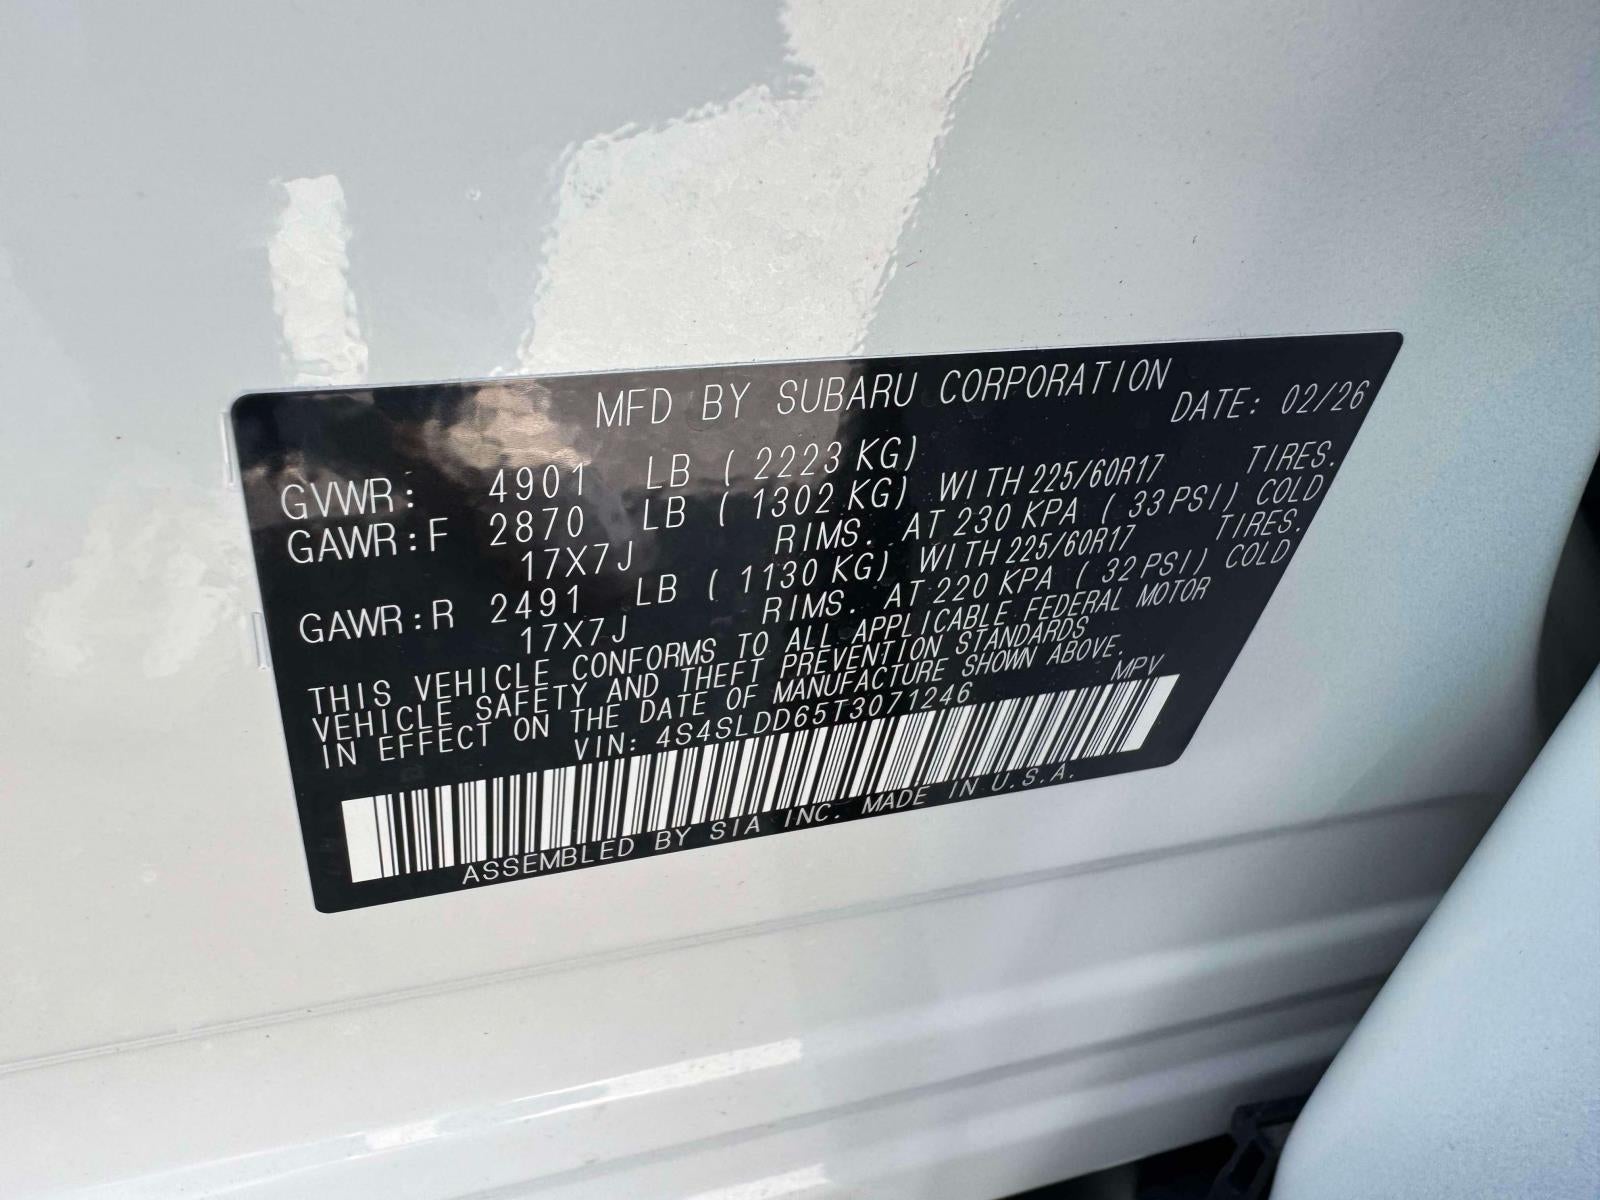 MFD BY SUBARU CORPORATION DATE: 02/26
GVWR: 4901 LB ( 2223 KG)
GAWR:F 2870 LB ( 1302 KG) WITH 225/60R17 TIRES.
17X7J RIMS. AT 230 KPA ( 33 PSI) COLD
GAWR:R 2491 LB ( 1130 KG) WITH 225/60R17 TIRES.
17X7J RIMS. AT 220 KPA ( 32 PSI) COLD
THIS VEHICLE CONFORMS TO ALL APPLICABLE FEDERAL MOTOR
VEHICLE SAFETY AND THEFT PREVENTION STANDARDS
IN EFFECT ON THE DATE OF MANUFACTURE SHOWN ABOVE.
VIN: 4S4SLDD65T3071246 MPV
ASSEMBLED BY SIA INC. MADE IN U.S.A.